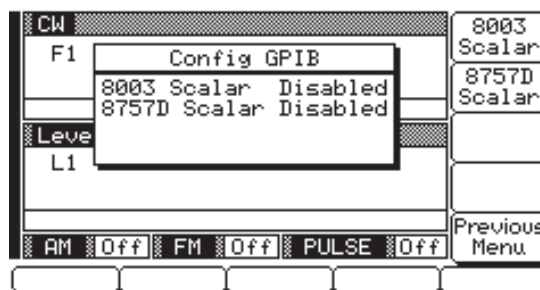 CW
F1
Config GPIB
8003 Scalar Disabled
8757D Scalar Disabled
Leve
L1
AM Off FM Off PULSE Off
8003
Scalar
8757D
Scalar
Previous
Menu